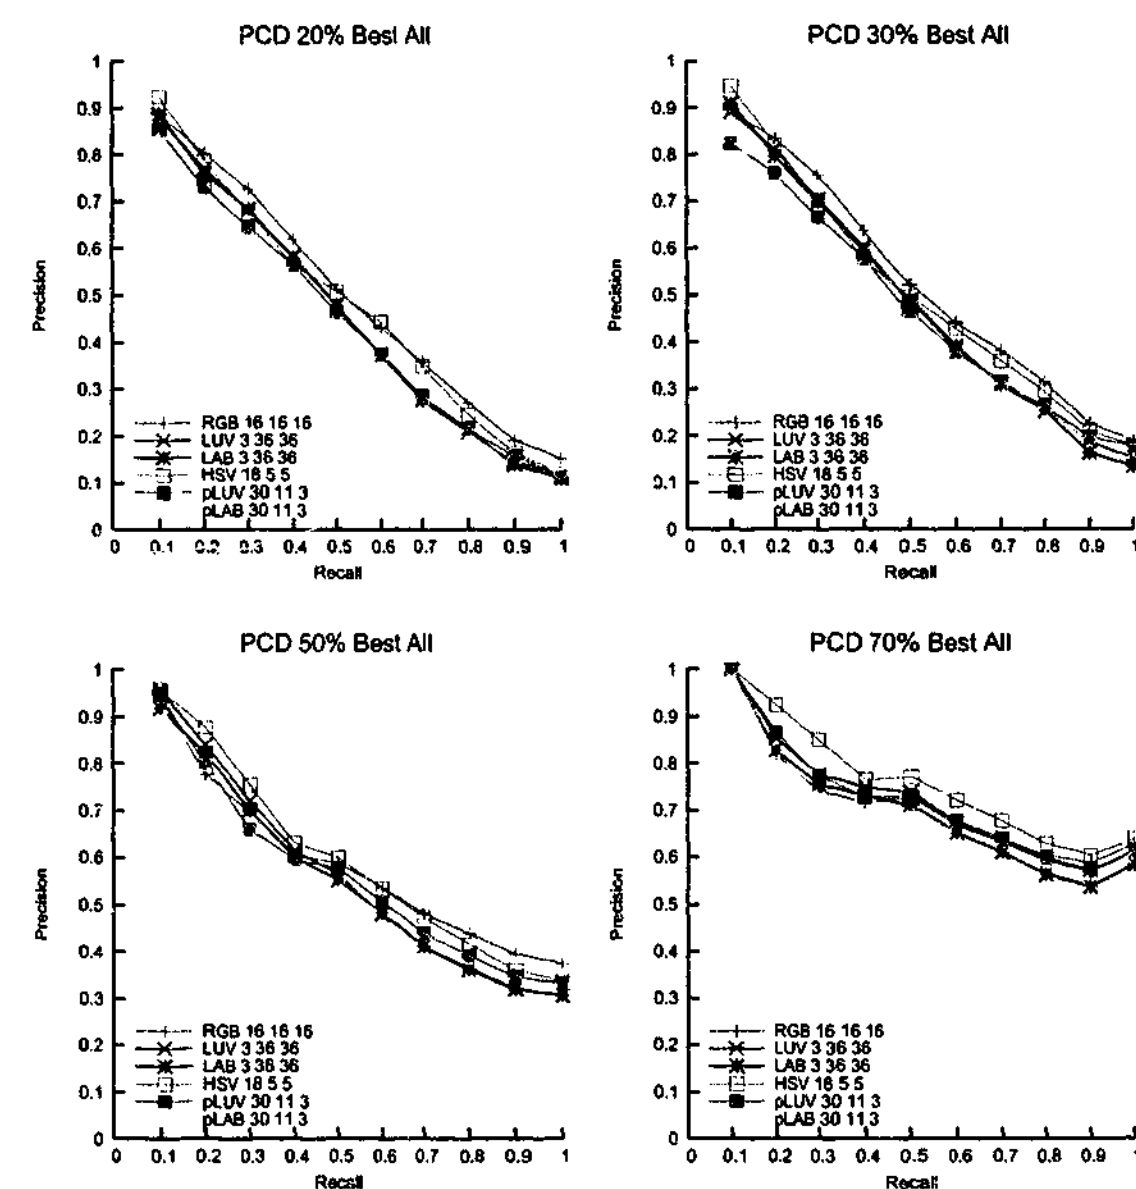 PCD 20% Best All
1
0.9
0.8
0.7
0.6
0.5
0.4
0.3
0.2
0.1
0
Precision
RGB 16 16 16
LUV 3 36 36
LAB 3 36 36
HSV 18 5 5
pLUV 30 11 3
pLAB 30 11 3
0 0.1 0.2 0.3 0.4 0.5 0.6 0.7 0.8 0.9 1
Recall
PCD 30% Best All
1
0.9
0.8
0.7
0.6
0.5
0.4
0.3
0.2
0.1
0
Precision
RGB 16 16 16
LUV 3 36 36
LAB 3 36 36
HSV 18 5 5
pLUV 30 11 3
pLAB 30 11 3
0 0.1 0.2 0.3 0.4 0.5 0.6 0.7 0.8 0.9 1
Recall
PCD 50% Best All
1
0.9
0.8
0.7
0.6
0.5
0.4
0.3
0.2
0.1
0
Precision
RGB 16 16 16
LUV 3 36 36
LAB 3 36 36
HSV 18 5 5
pLUV 30 11 3
pLAB 30 11 3
0 0.1 0.2 0.3 0.4 0.5 0.6 0.7 0.8 0.9 1
Recall
PCD 70% Best All
1
0.9
0.8
0.7
0.6
0.5
0.4
0.3
0.2
0.1
0
Precision
RGB 16 16 16
LUV 3 36 36
LAB 3 36 36
HSV 18 5 5
pLUV 30 11 3
pLAB 30 11 3
0 0.1 0.2 0.3 0.4 0.5 0.6 0.7 0.8 0.9 1
Recall